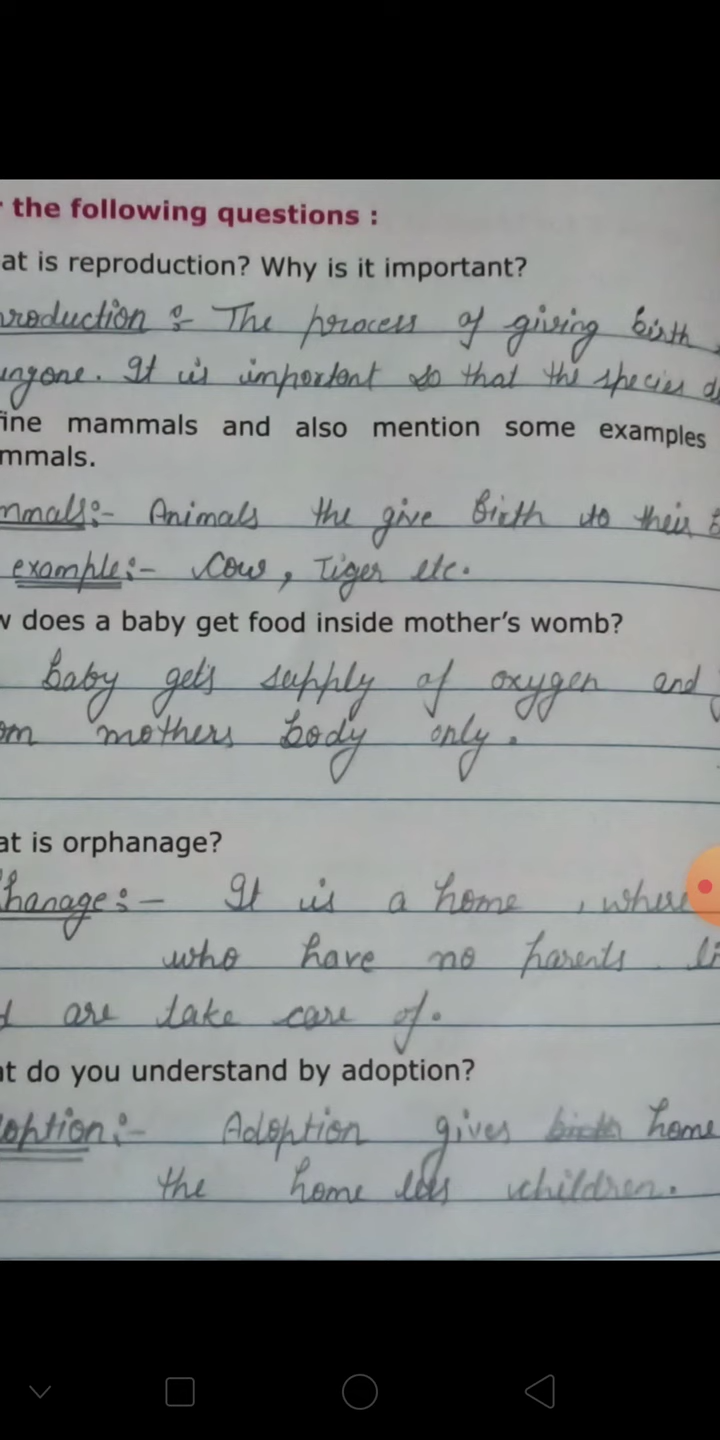 the following questions :
at is reproduction? Why is it important?
roduction :- The process of giving birth
ungone. It is important so that the species d
ine mammals and also mention some examples
mmals.
mmals:- Animals the give birth to their
example:- Cow, Tiger etc.
w does a baby get food inside mother's womb?
Baby gets supply of oxygen and
om mothers body only.
at is orphanage?
hanage:- It is a home , where
who have no parents li
are take care of.
t do you understand by adoption?
option:- Adoption gives birth home
the home less children.